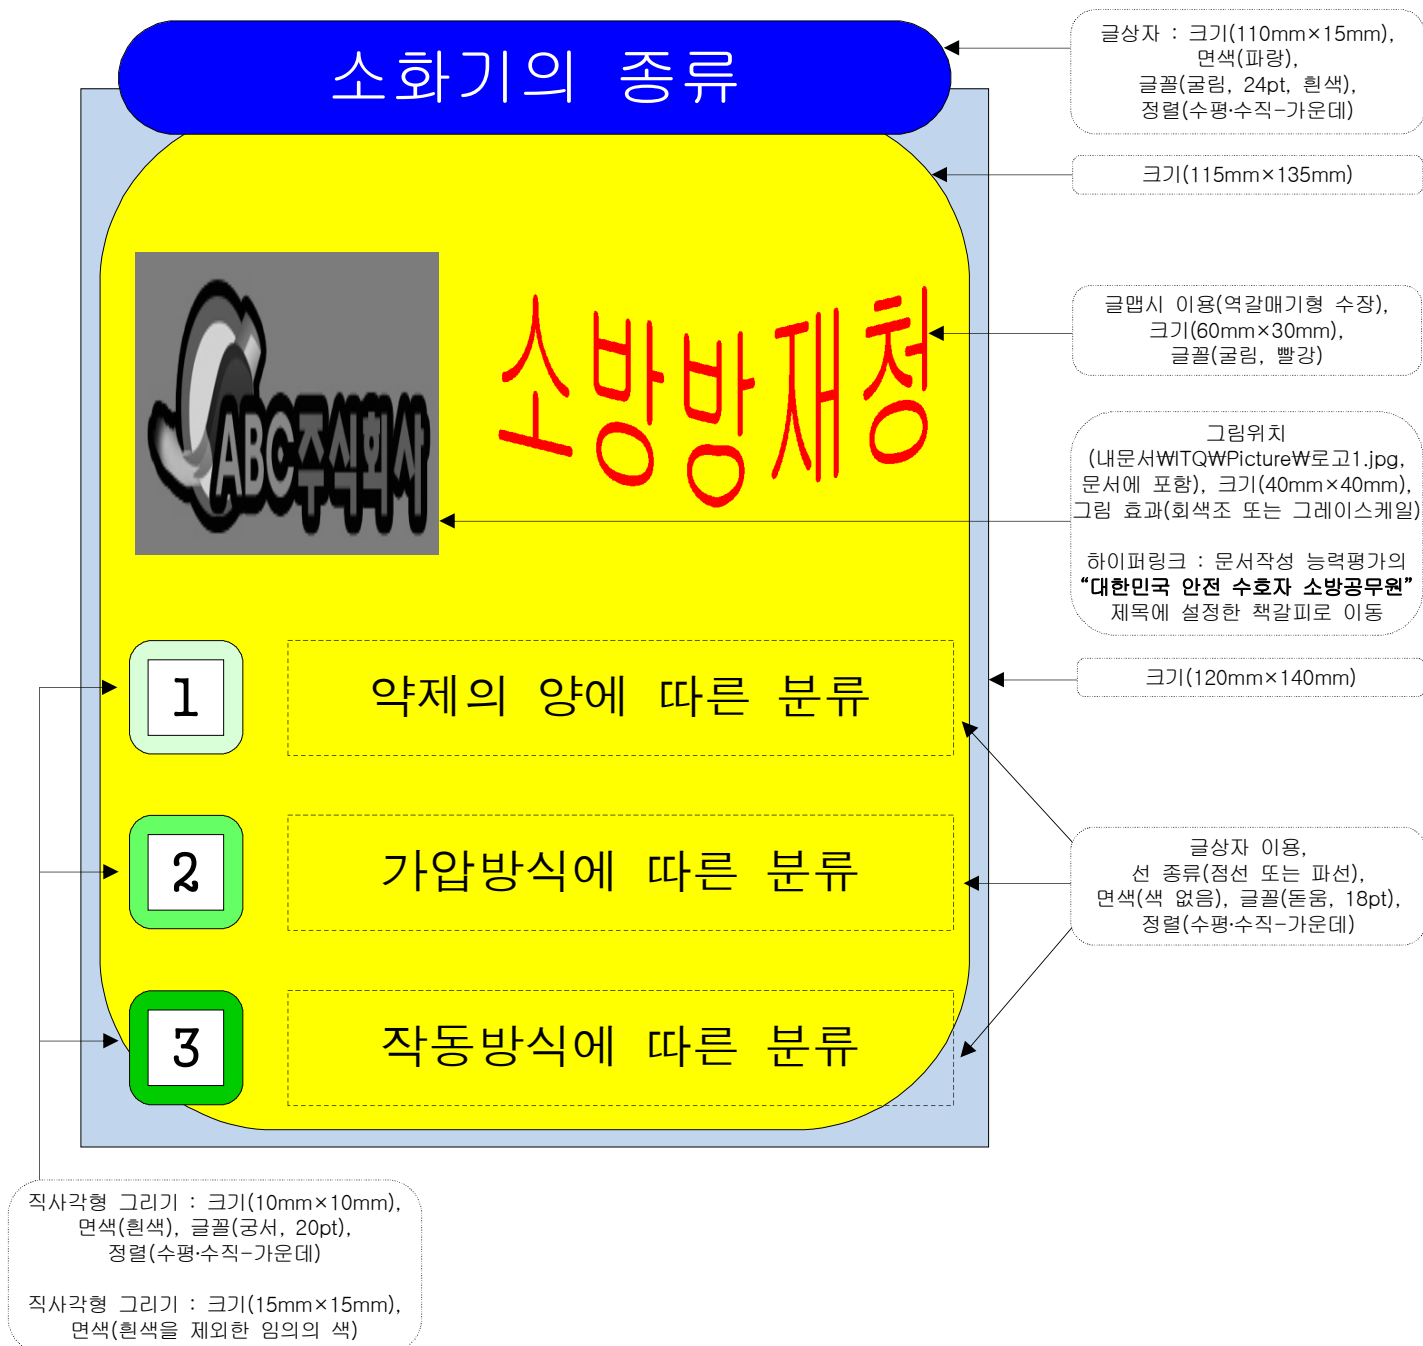 소화기의 종류
글상자 : 크기(110mm×15mm),
면색(파랑),
글꼴(굴림, 24pt, 흰색),
정렬(수평·수직-가운데)
크기(115mm×135mm)
ABC주식회사
소방방재청
글맵시 이용(역갈매기형 수장),
크기(60mm×30mm),
글꼴(굴림, 빨강)
그림위치
(내문서₩ITQ₩Picture₩로고1.jpg,
문서에 포함), 크기(40mm×40mm),
그림 효과(회색조 또는 그레이스케일)
하이퍼링크 : 문서작성 능력평가의
“대한민국 안전 수호자 소방공무원”
제목에 설정한 책갈피로 이동
크기(120mm×140mm)
1
약제의 양에 따른 분류
2
가압방식에 따른 분류
3
작동방식에 따른 분류
글상자 이용,
선 종류(점선 또는 파선),
면색(색 없음), 글꼴(돋움, 18pt),
정렬(수평·수직-가운데)
직사각형 그리기 : 크기(10mm×10mm),
면색(흰색), 글꼴(궁서, 20pt),
정렬(수평·수직-가운데)
직사각형 그리기 : 크기(15mm×15mm),
면색(흰색을 제외한 임의의 색)